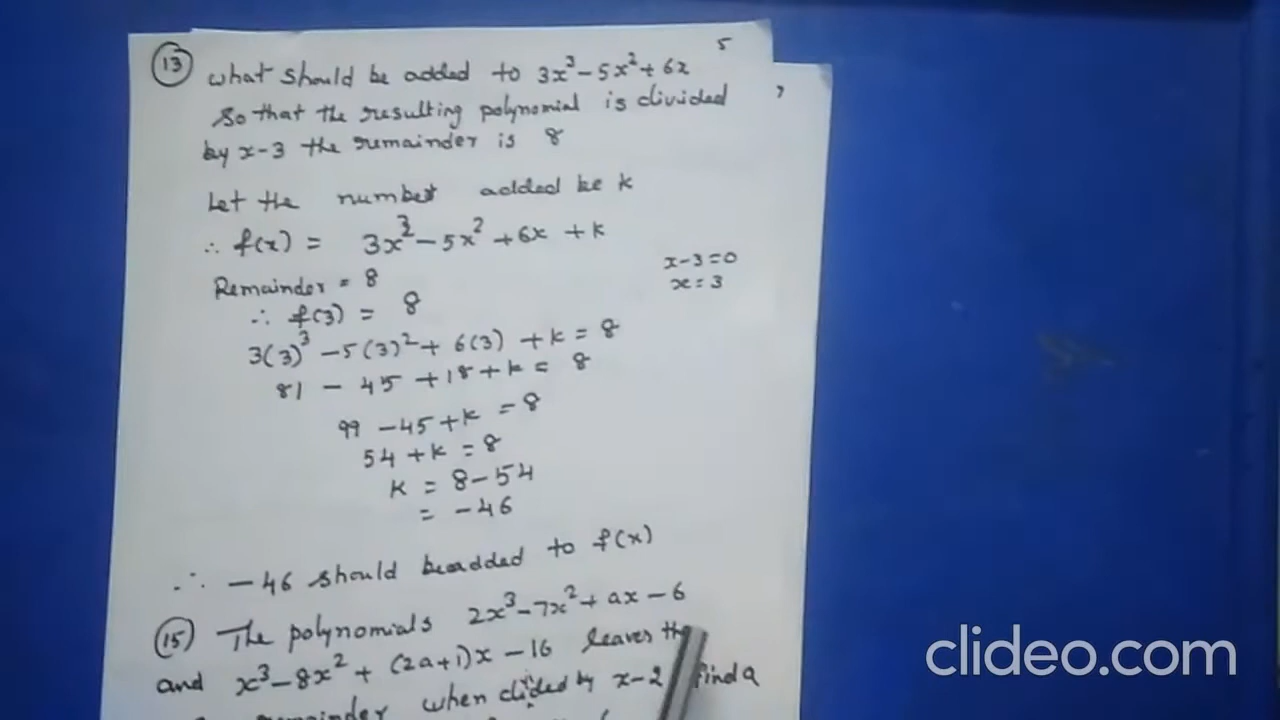 13 what should be added to 3x³ - 5x² + 6x
So that the resulting polynomial is divided
by x-3 the remainder is 8
Let the number added be k
∴ f(x) = 3x³ - 5x² + 6x + k
Remainder = 8
x-3=0
x = 3
∴ f(3) = 8
3(3)³ - 5(3)² + 6(3) + k = 8
81 - 45 + 18 + k = 8
99 - 45 + k = 8
54 + k = 8
k = 8 - 54
= -46
∴ -46 should be added to f(x)
15 The polynomials 2x³ - 7x² + ax - 6
and x³ - 8x² + (2a+1)x - 16 leaves
remainder when divided by x-2 find a
clideo.com